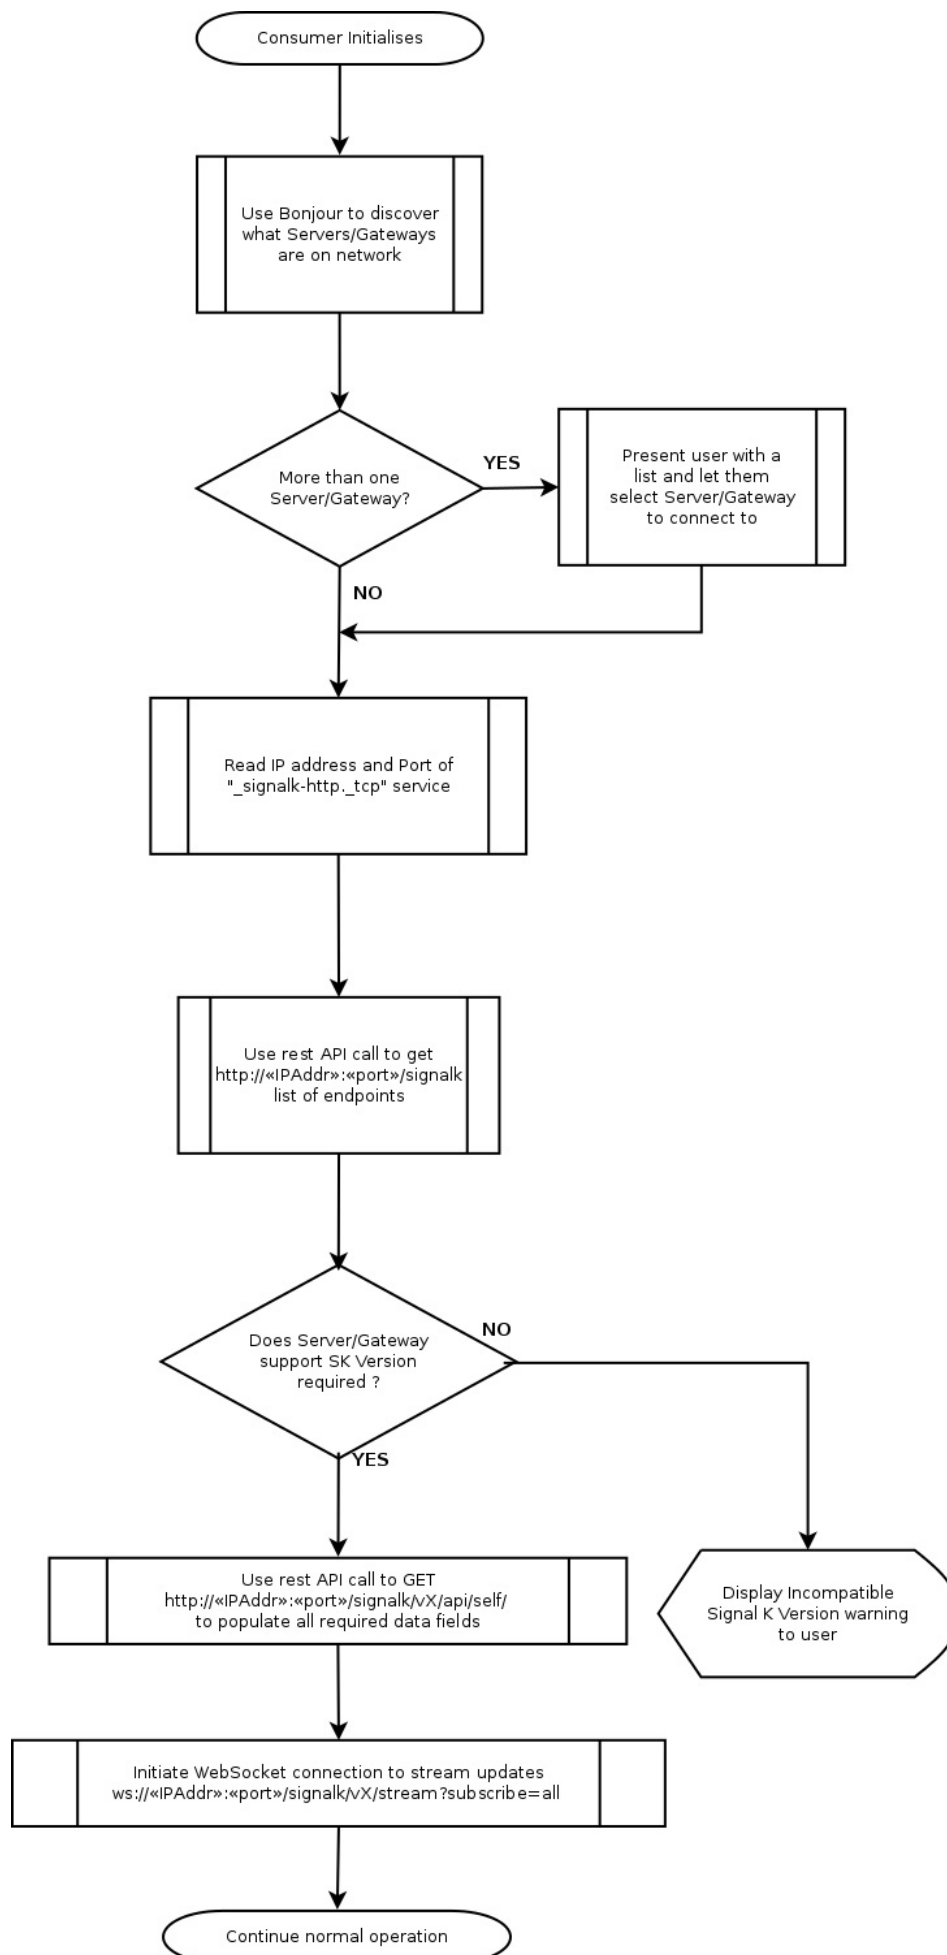 Consumer Initialises
Use Bonjour to discover
what Servers/Gateways
are on network
More than one
Server/Gateway?
YES
Present user with a
list and let them
select Server/Gateway
to connect to
NO
Read IP address and Port of
"_signalk-http._tcp" service
Use rest API call to get
http://«IPAddr»:«port»/signalk
list of endpoints
Does Server/Gateway
support SK Version
required ?
NO
YES
Use rest API call to GET
http://«IPAddr»:«port»/signalk/vX/api/self/
to populate all required data fields
Display Incompatible
Signal K Version warning
to user
Initiate WebSocket connection to stream updates
ws://«IPAddr»:«port»/signalk/vX/stream?subscribe=all
Continue normal operation